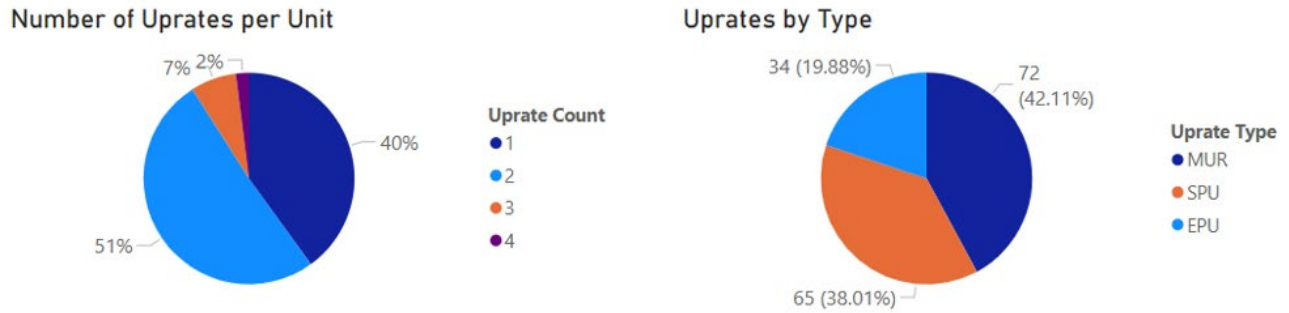 Number of Uprates per Unit
7%
2%
40%
51%
Uprate Count
1
2
3
4
Uprates by Type
34 (19.88%)
72
(42.11%)
65 (38.01%)
Uprate Type
MUR
SPU
EPU